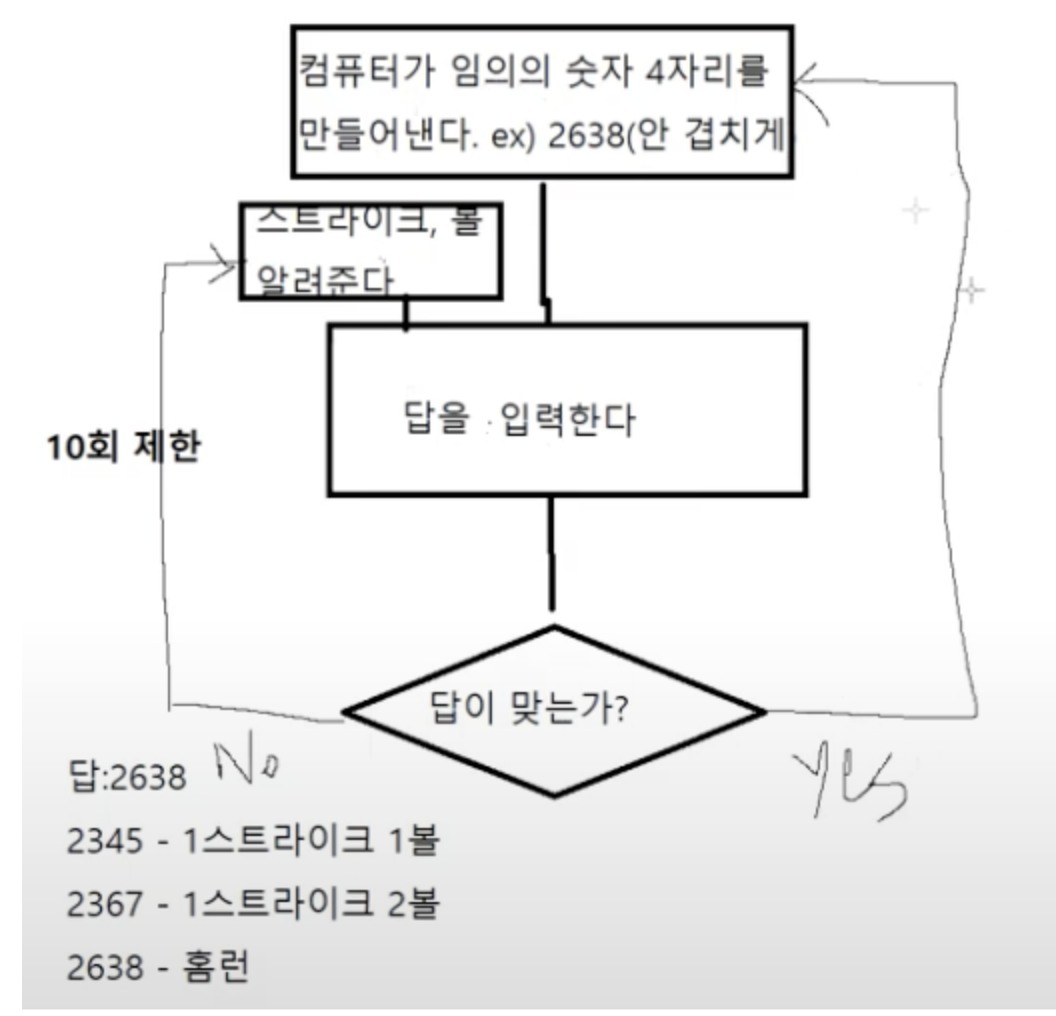 컴퓨터가 임의의 숫자 4자리를
만들어낸다. ex) 2638(안 겹치게
스트라이크, 볼
알려준다
답을 입력한다
10회 제한
답이 맞는가?
No
Yes
답:2638
2345 - 1스트라이크 1볼
2367 - 1스트라이크 2볼
2638 - 홈런